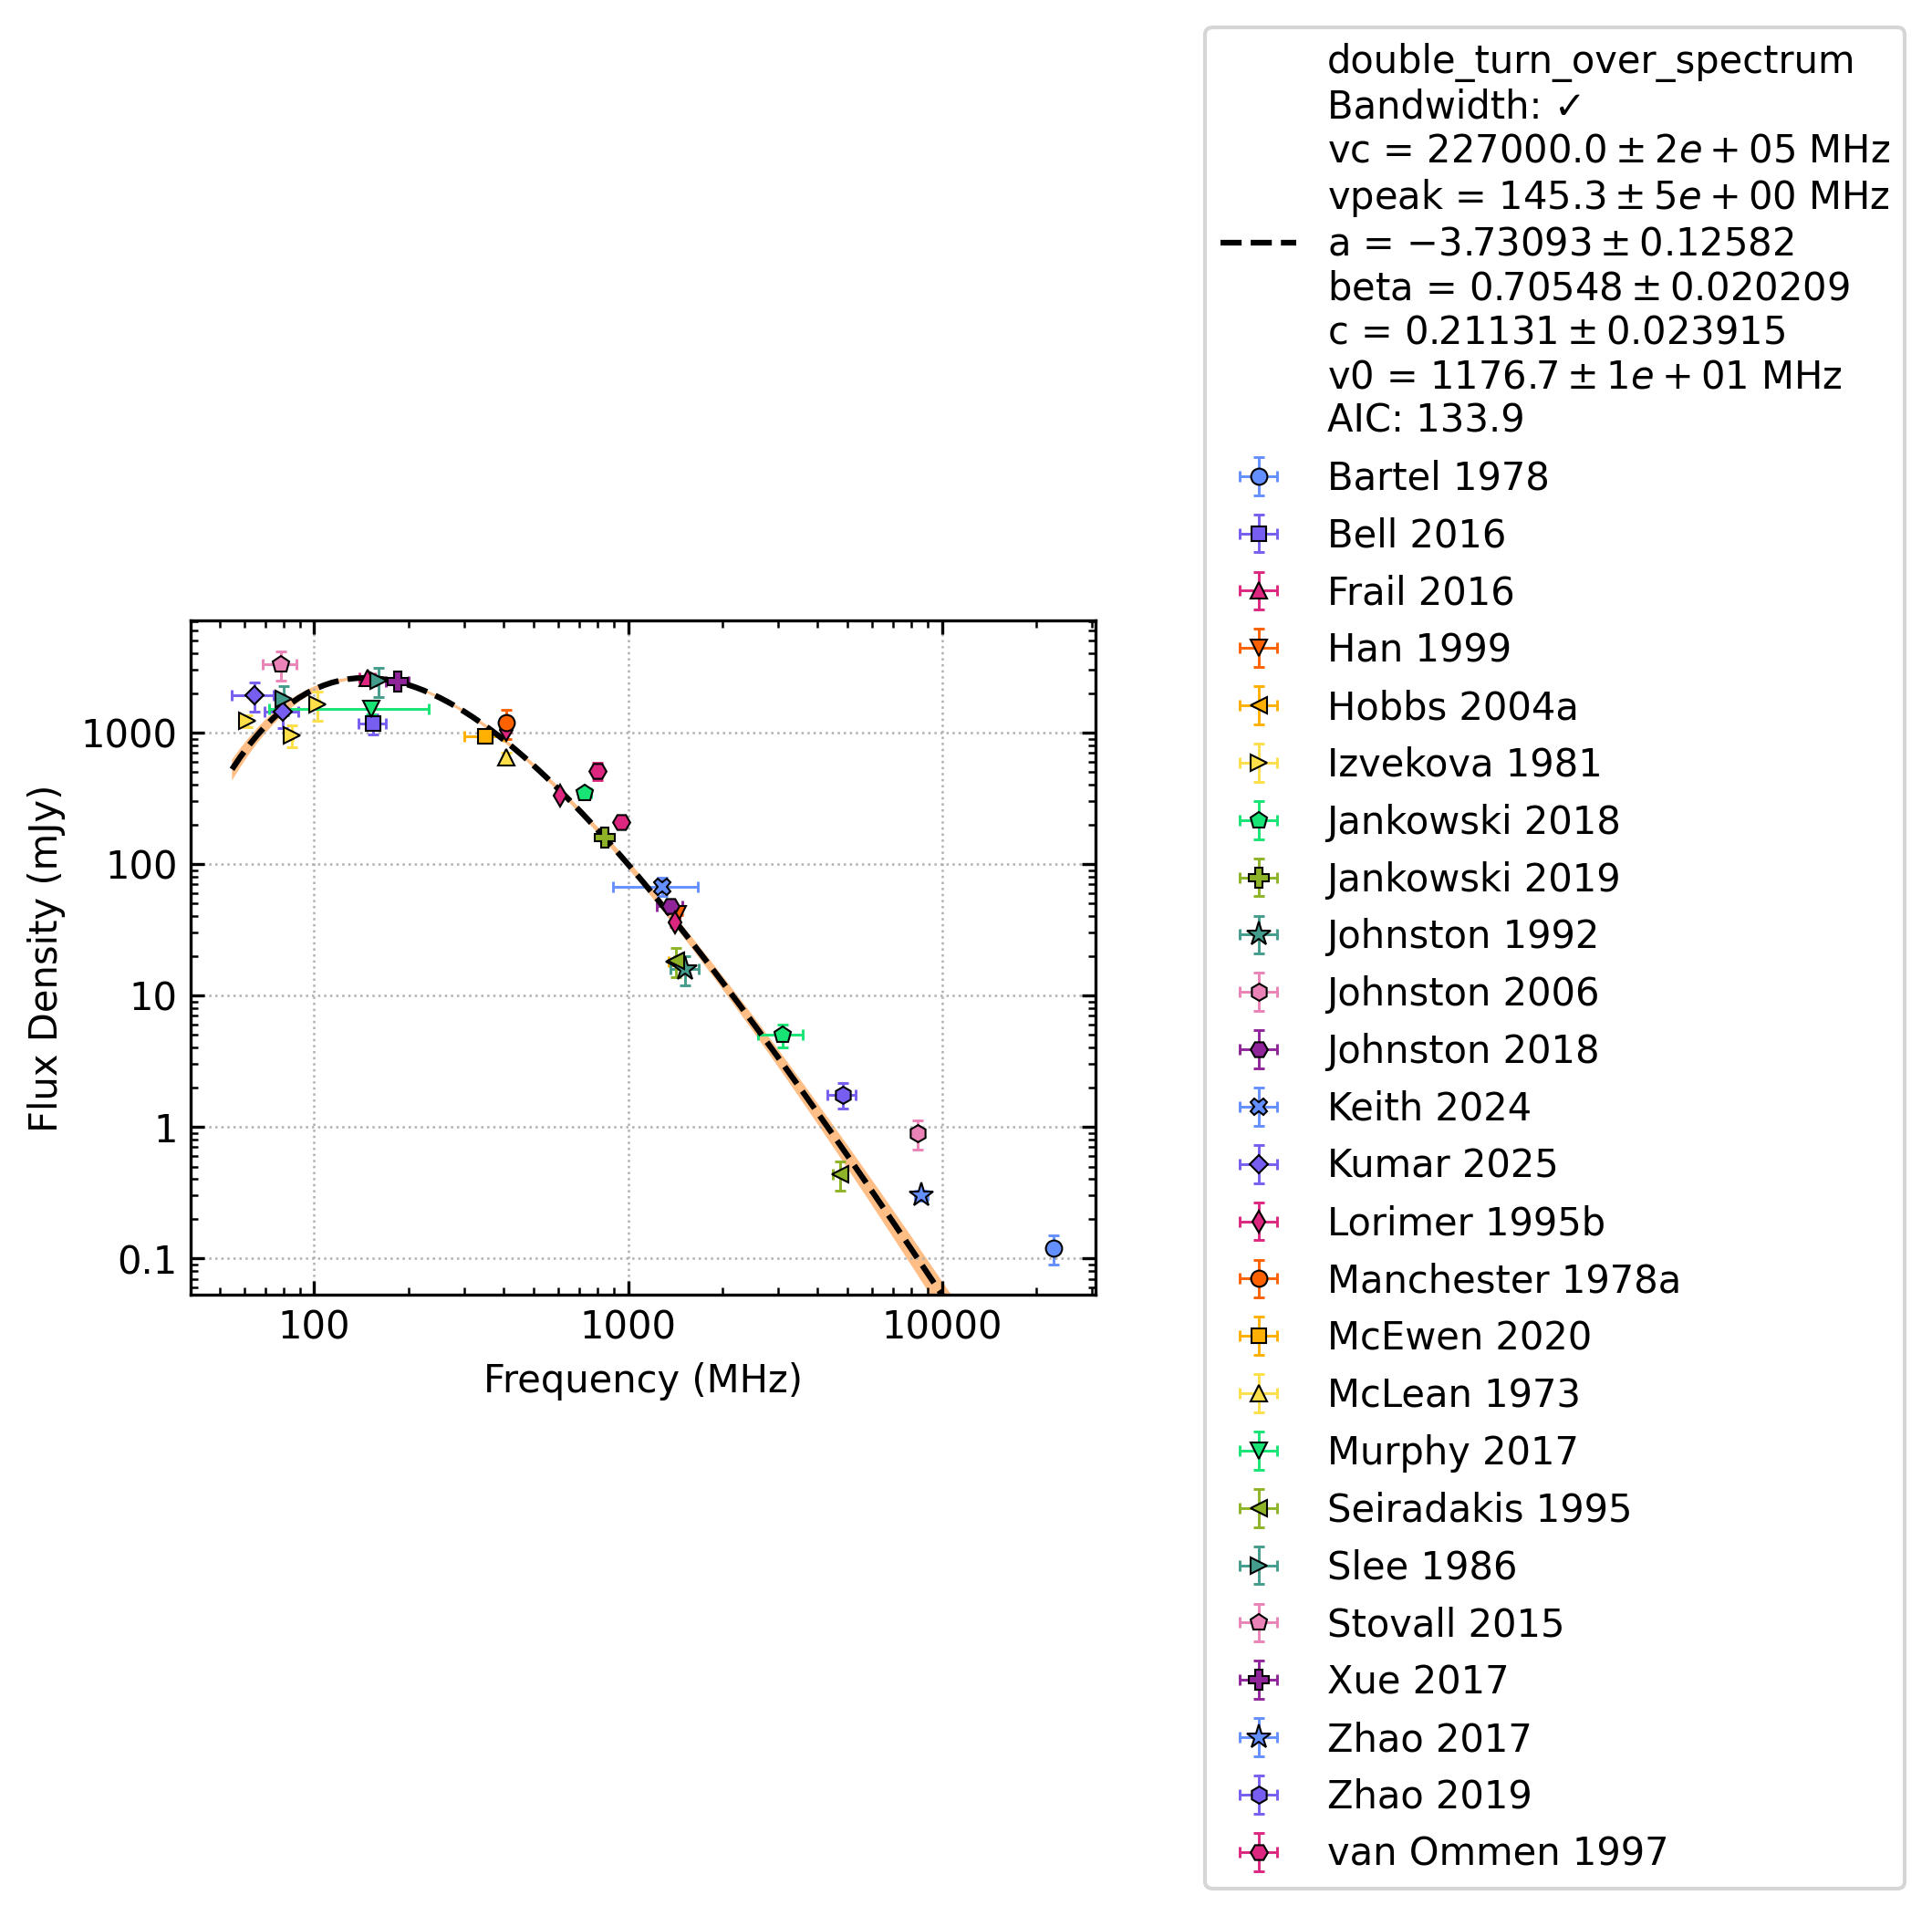 double_turn_over_spectrum
Bandwidth: ✓
vc = 227000.0 ± 2e + 05 MHz
vpeak = 145.3 ± 5e + 00 MHz
a = −3.73093 ± 0.12582
beta = 0.70548 ± 0.020209
c = 0.21131 ± 0.023915
v0 = 1176.7 ± 1e + 01 MHz
AIC: 133.9
Bartel 1978
Bell 2016
Frail 2016
Han 1999
Hobbs 2004a
Izvekova 1981
Jankowski 2018
Jankowski 2019
Johnston 1992
Johnston 2006
Johnston 2018
Keith 2024
Kumar 2025
Lorimer 1995b
Manchester 1978a
McEwen 2020
McLean 1973
Murphy 2017
Seiradakis 1995
Slee 1986
Stovall 2015
Xue 2017
Zhao 2017
Zhao 2019
van Ommen 1997
Flux Density (mJy)
1000
100
10
1
0.1
100
1000
10000
Frequency (MHz)